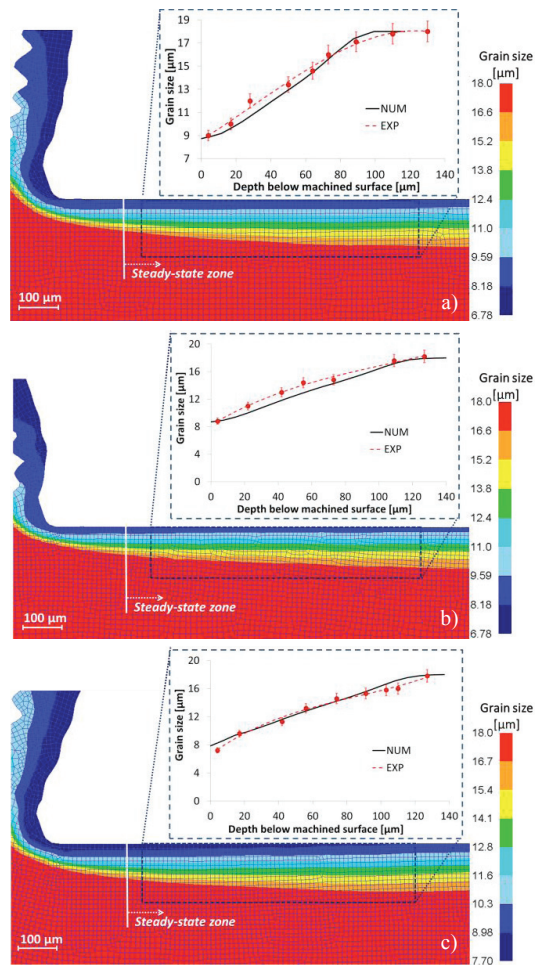 19
17
15
13
11
9
7
Grain size [μm]
NUM
EXP
0 20 40 60 80 100 120 140
Depth below machined surface [μm]
Grain size
[μm]
18.0
16.6
15.2
13.8
12.4
11.0
9.59
8.18
6.78
Steady-state zone
100 μm
a)
20
16
12
8
4
0
Grain size [μm]
NUM
EXP
0 20 40 60 80 100 120 140
Depth below machined surface [μm]
Grain size
[μm]
18.0
16.6
15.2
13.8
12.4
11.0
9.59
8.18
6.78
Steady-state zone
100 μm
b)
20
16
12
8
4
0
Grain size [μm]
NUM
EXP
0 20 40 60 80 100 120 140
Depth below machined surface [μm]
Grain size
[μm]
18.0
16.7
15.4
14.1
12.8
11.6
10.3
8.98
7.70
Steady-state zone
100 μm
c)